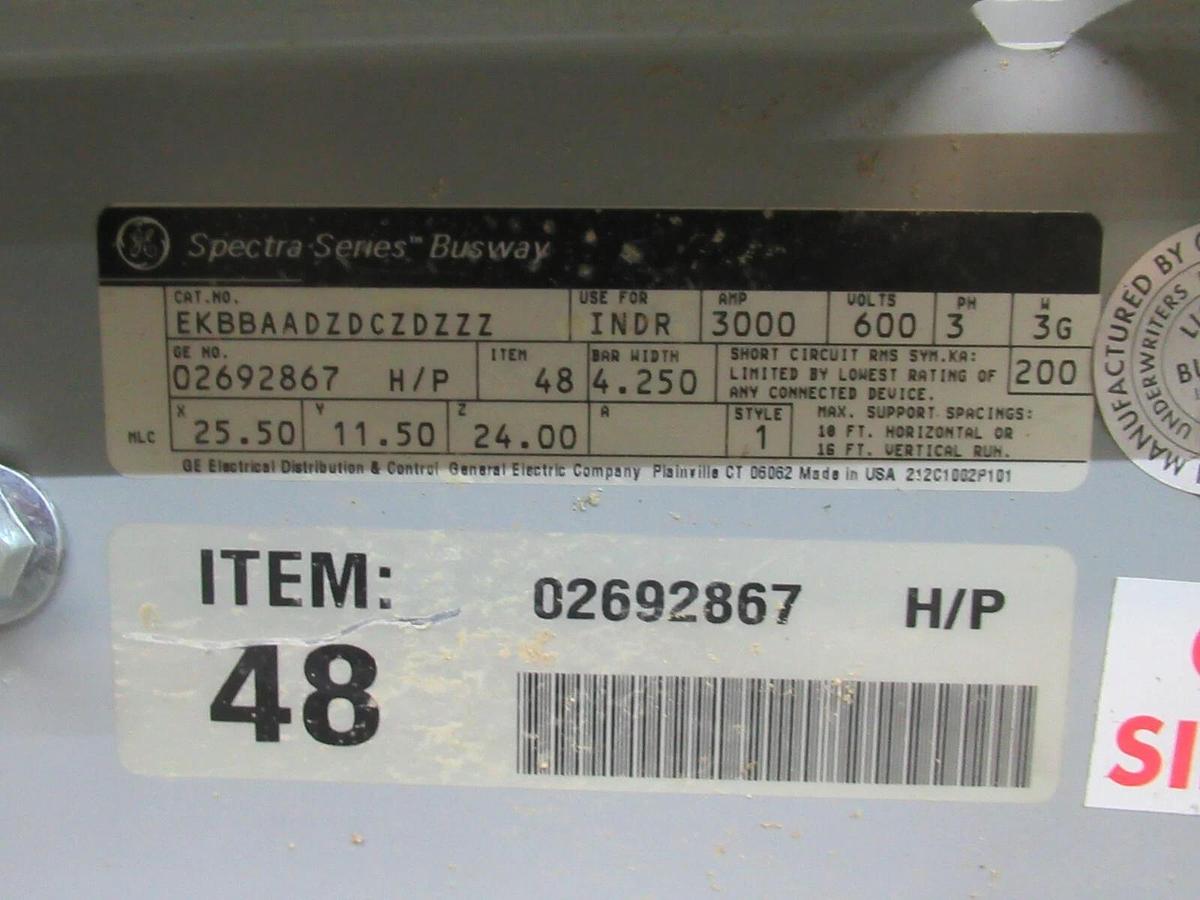 GE Spectra Series™ Busway
CAT.NO. USE FOR AMP VOLTS PH W
EKBBAADZDCZDZZZ INDR 3000 600 3 3G
GE NO. ITEM BAR WIDTH SHORT CIRCUIT RMS SYM.KA:
02692867 H/P 48 4.250 LIMITED BY LOWEST RATING OF 200
ANY CONNECTED DEVICE.
X Y Z A STYLE MAX. SUPPORT SPACINGS:
MLC 25.50 11.50 24.00 1 10 FT. HORIZONTAL OR
16 FT. VERTICAL RUN.
GE Electrical Distribution & Control General Electric Company Plainville CT 06062 Made in USA 212C1002P101
MANUFACTURED BY
UNDERWRITERS
ITEM: 02692867 H/P
48
SI